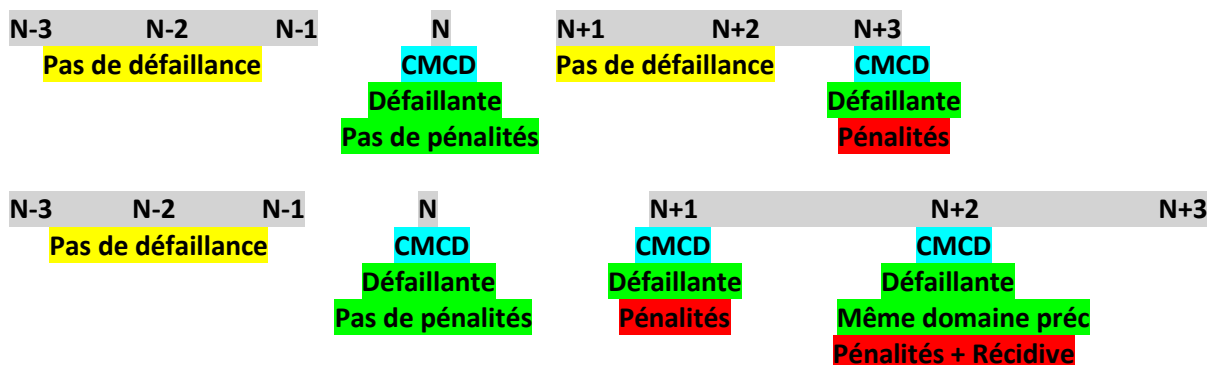 N-3 N-2 N-1 N N+1 N+2 N+3
Pas de défaillance CMCD Pas de défaillance CMCD
Défaillante Défaillante
Pas de pénalités Pénalités
N-3 N-2 N-1 N N+1 N+2 N+3
Pas de défaillance CMCD CMCD CMCD
Défaillante Défaillante Défaillante
Pas de pénalités Pénalités Même domaine préc
Pénalités + Récidive